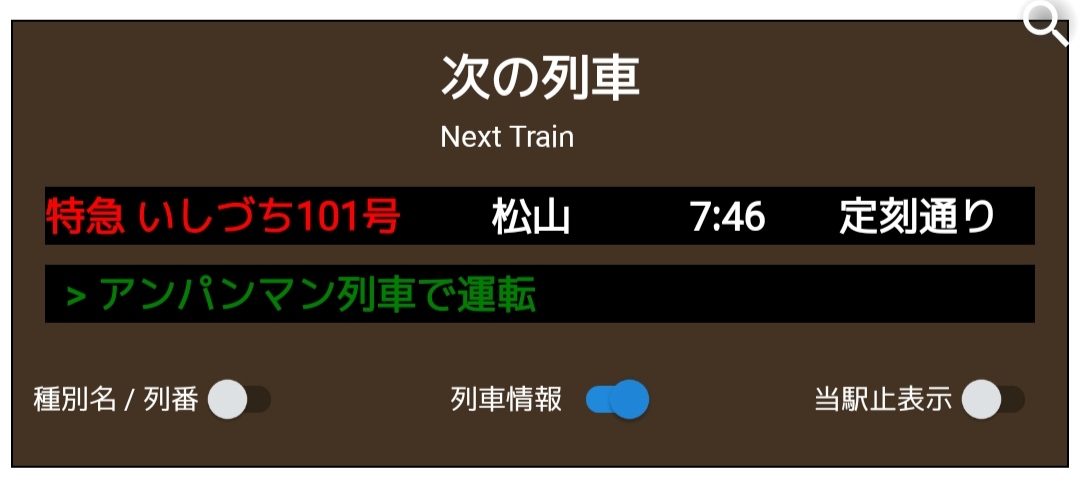 次の列車
Next Train
特急 いしづち101号 松山 7:46 定刻通り
> アンパンマン列車で運転
種別名 / 列番 列車情報 当駅止表示